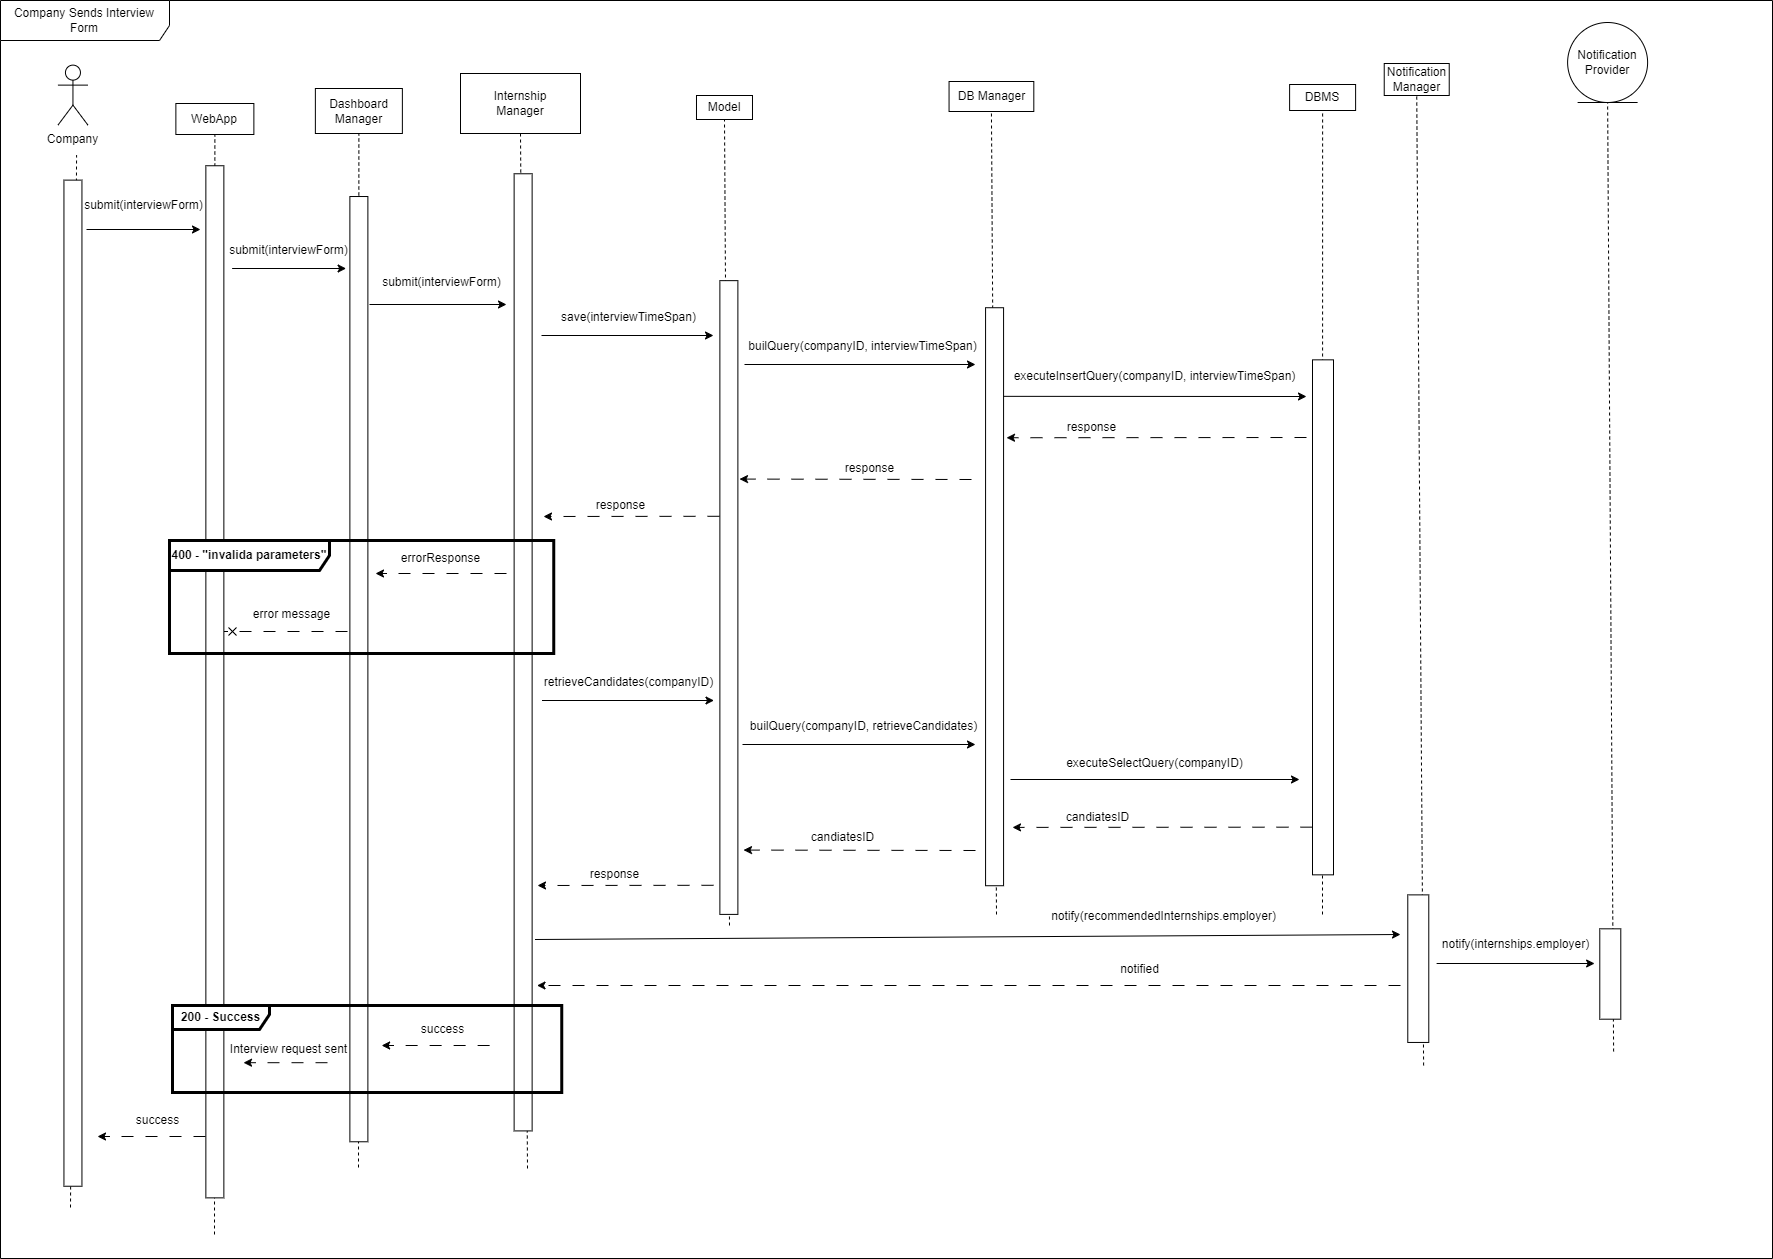 Company Sends Interview
Form
Company
WebApp
Dashboard
Manager
Internship
Manager
Model
DB Manager
DBMS
Notification
Manager
Notification
Provider
submit(interviewForm)
submit(interviewForm)
submit(interviewForm)
save(interviewTimeSpan)
builQuery(companyID, interviewTimeSpan)
executeInsertQuery(companyID, interviewTimeSpan)
response
response
response
400 - "invalida parameters"
errorResponse
error message
retrieveCandidates(companyID)
builQuery(companyID, retrieveCandidates)
executeSelectQuery(companyID)
candiatesID
candiatesID
response
notify(recommendedInternships.employer)
notify(internships.employer)
notified
200 - Success
success
Interview request sent
success